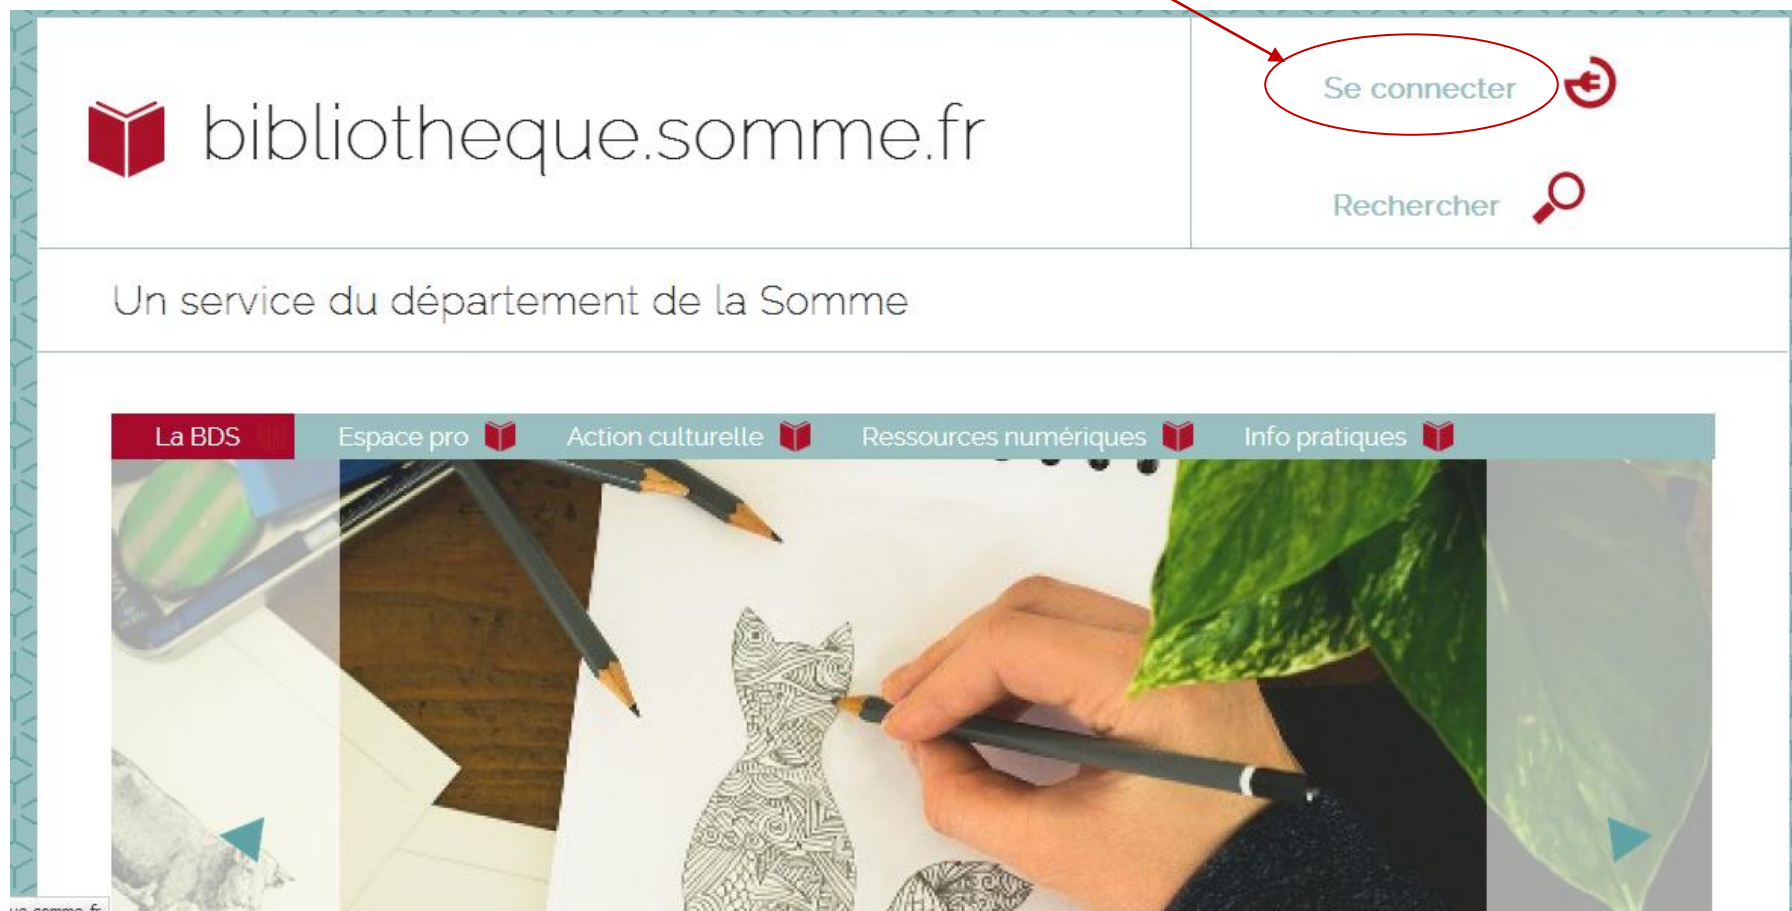 bibliotheque.somme.fr
Se connecter
Rechercher
Un service du département de la Somme
La BDS Espace pro Action culturelle Ressources numériques Info pratiques